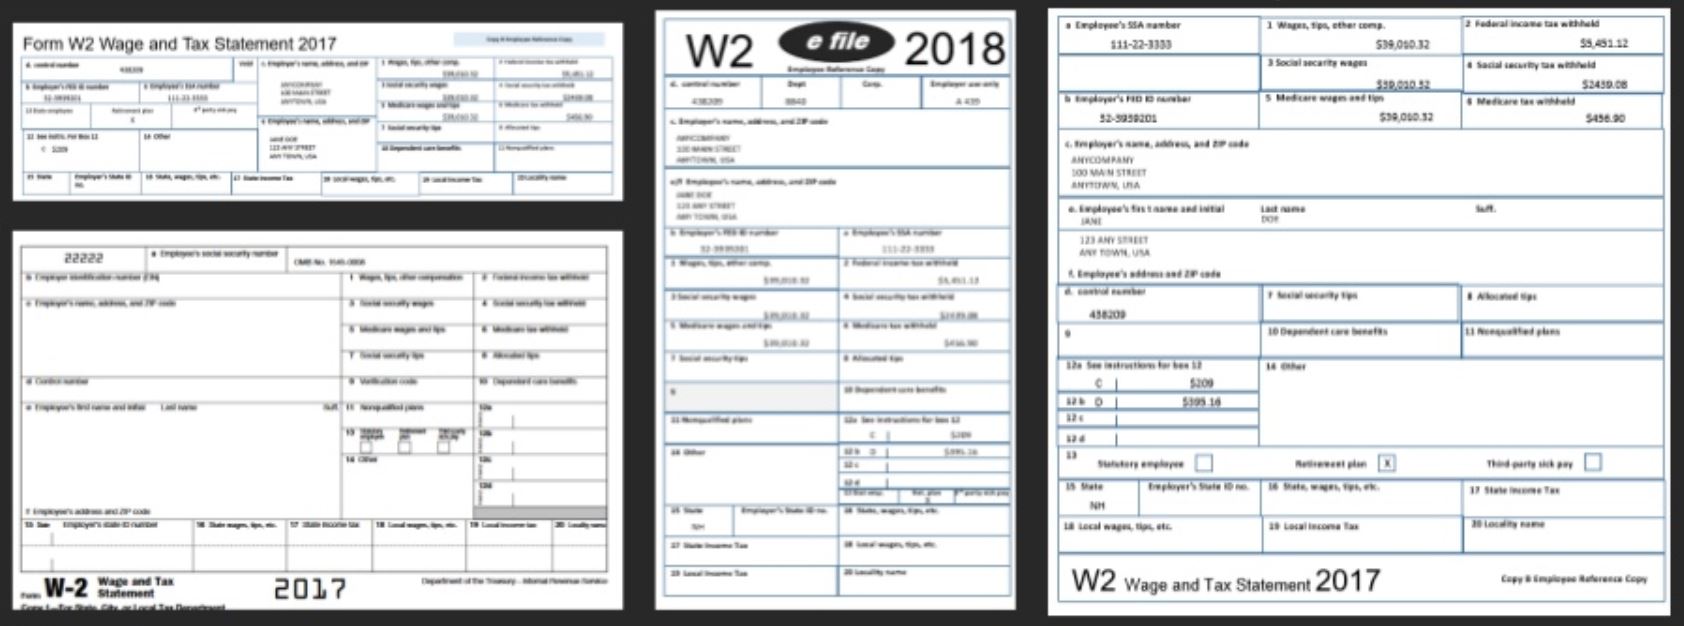 Form W2 Wage and Tax Statement 2017
Copy B Employee Reference Copy
d. control number
438209
Void
c. Employer's name, address, and ZIP
ANYCOMPANY
100 MAIN STREET
ANYTOWN, USA
1 Wages, tips, other comp.
$39,010.32
2 Federal income tax withheld
$5,451.12
b Employer's FED ID number
52-3939201
a Employee's SSA number
111-22-3333
3 Social security wages
$39,010.32
4 Social security tax withheld
$2439.08
13 Stat employee
Retirement plan
X
3rd party sick pay
5 Medicare wages and tips
$39,010.32
6 Medicare tax withheld
$456.90
e. Employee's name, address, and ZIP
JANE DOE
123 ANY STREET
ANY TOWN, USA
7 Social security tips
8 Allocated tips
12 See instrs. For Box 12
C $209
14 Other
10 Dependent care benefits
11 Nonqualified plans
15 State
Employer's State ID no.
16 State, wages, tips, etc.
17 State Income Tax
18 Local wages, tips, etc.
19 Local Income Tax
20 Locality name
22222
a Employee's social security number
OMB No. 1545-0008
b Employer identification number (EIN)
1 Wages, tips, other compensation
2 Federal income tax withheld
c Employer's name, address, and ZIP code
3 Social security wages
4 Social security tax withheld
5 Medicare wages and tips
6 Medicare tax withheld
7 Social security tips
8 Allocated tips
d Control number
9 Verification code
10 Dependent care benefits
e Employee's first name and initial
Last name
Suff.
11 Nonqualified plans
12a
13 Statutory employee
Retirement plan
Third-party sick pay
12b
14 Other
12c
12d
f Employee's address and ZIP code
15 State
Employer's state ID number
16 State wages, tips, etc.
17 State income tax
18 Local wages, tips, etc.
19 Local income tax
20 Locality name
Form W-2 Wage and Tax Statement
2017
Department of the Treasury - Internal Revenue Service
Copy 1—For State, City, or Local Tax Department
W2 e file 2018
Employee Reference Copy
d. control number
438209
Dept
8840
Corp.
Employer use only
A 439
c. Employer's name, address, and ZIP code
ANYCOMPANY
100 MAIN STREET
ANYTOWN, USA
e/f Employee's name, address, and ZIP code
JANE DOE
123 ANY STREET
ANY TOWN, USA
b Employer's FED ID number
52-3939201
a Employee's SSA number
111-22-3333
1 Wages, tips, other comp.
$39,010.32
2 Federal income tax withheld
$5,451.12
3 Social security wages
$39,010.32
4 Social security tax withheld
$2439.08
5 Medicare wages and tips
$39,010.32
6 Medicare tax withheld
$456.90
7 Social security tips
8 Allocated tips
9
10 Dependent care benefits
11 Nonqualified plans
12a See instructions for box 12
C $209
14 Other
12 b D $395.16
12 c
12 d
13 Stat emp.
Ret. plan
X
3rd party sick pay
15 State
NH
Employer's State ID no.
16 State, wages, tips, etc.
17 State Income Tax
18 Local wages, tips, etc.
19 Local Income Tax
20 Locality name
a Employee's SSA number
111-22-3333
1 Wages, tips, other comp.
$39,010.32
2 Federal income tax withheld
$5,451.12
3 Social security wages
$39,010.32
4 Social security tax withheld
$2439.08
b Employer's FED ID number
52-3939201
5 Medicare wages and tips
$39,010.32
6 Medicare tax withheld
$456.90
c. Employer's name, address, and ZIP code
ANYCOMPANY
100 MAIN STREET
ANYTOWN, USA
e. Employee's firs t name and initial
JANE
Last name
DOE
Suff.
123 ANY STREET
ANY TOWN, USA
f. Employee's address and ZIP code
d. control number
438209
7 Social security tips
8 Allocated tips
9
10 Dependent care benefits
11 Nonqualified plans
12a See instructions for box 12
C $209
14 Other
12 b D $395.16
12 c
12 d
13
Statutory employee
Retirement plan X
Third-party sick pay
15 State
NH
Employer's State ID no.
16 State, wages, tips, etc.
17 State Income Tax
18 Local wages, tips, etc.
19 Local Income Tax
20 Locality name
W2 Wage and Tax Statement 2017
Copy B Employee Reference Copy